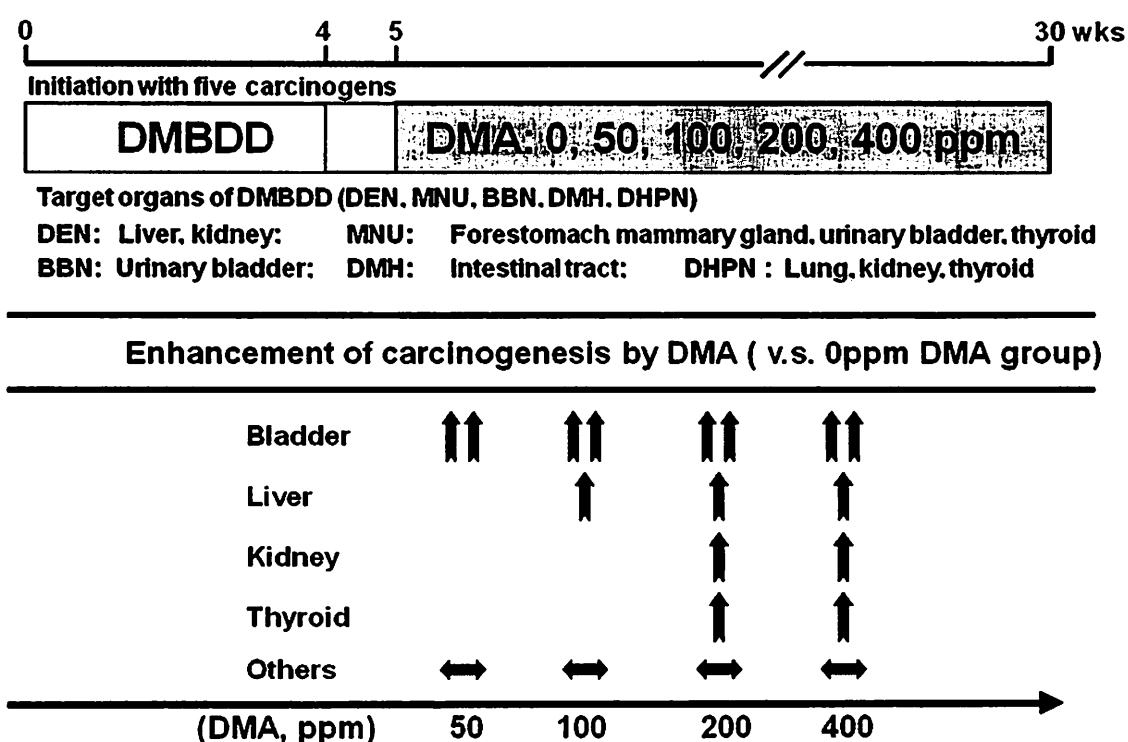 0 4 5 30 wks
Initiation with five carcinogens
DMBDD DMA: 0, 50, 100, 200, 400 ppm
Target organs of DMBDD (DEN, MNU, BBN, DMH, DHPN)
DEN: Liver, kidney; MNU: Forestomach mammary gland, urinary bladder, thyroid
BBN: Urinary bladder; DMH: Intestinal tract; DHPN : Lung, kidney, thyroid
Enhancement of carcinogenesis by DMA ( v.s. 0ppm DMA group)
Bladder
Liver
Kidney
Thyroid
Others
(DMA, ppm) 50 100 200 400